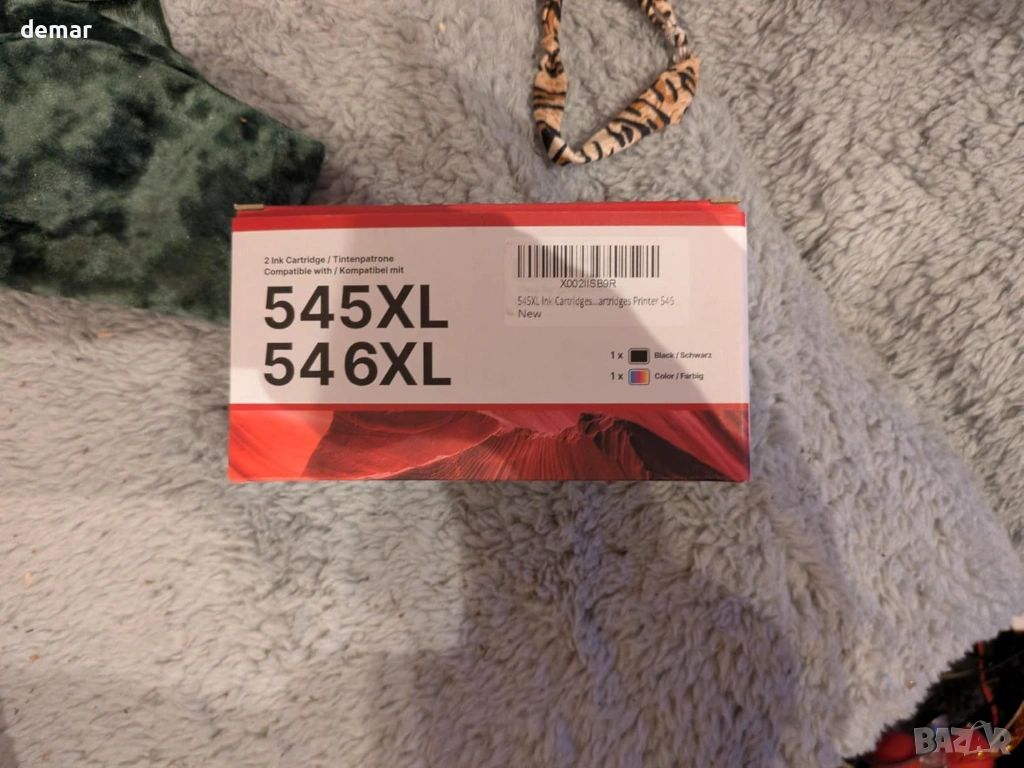 demar
2 Ink Cartridge / Tintenpatrone
Compatible with / Kompatibel mit
545XL
546XL
X002IISB9R
545XL Ink Cartridges...artridges Printer 545
New
1 x Black / Schwarz
1 x Color / Farbig
BAZAR